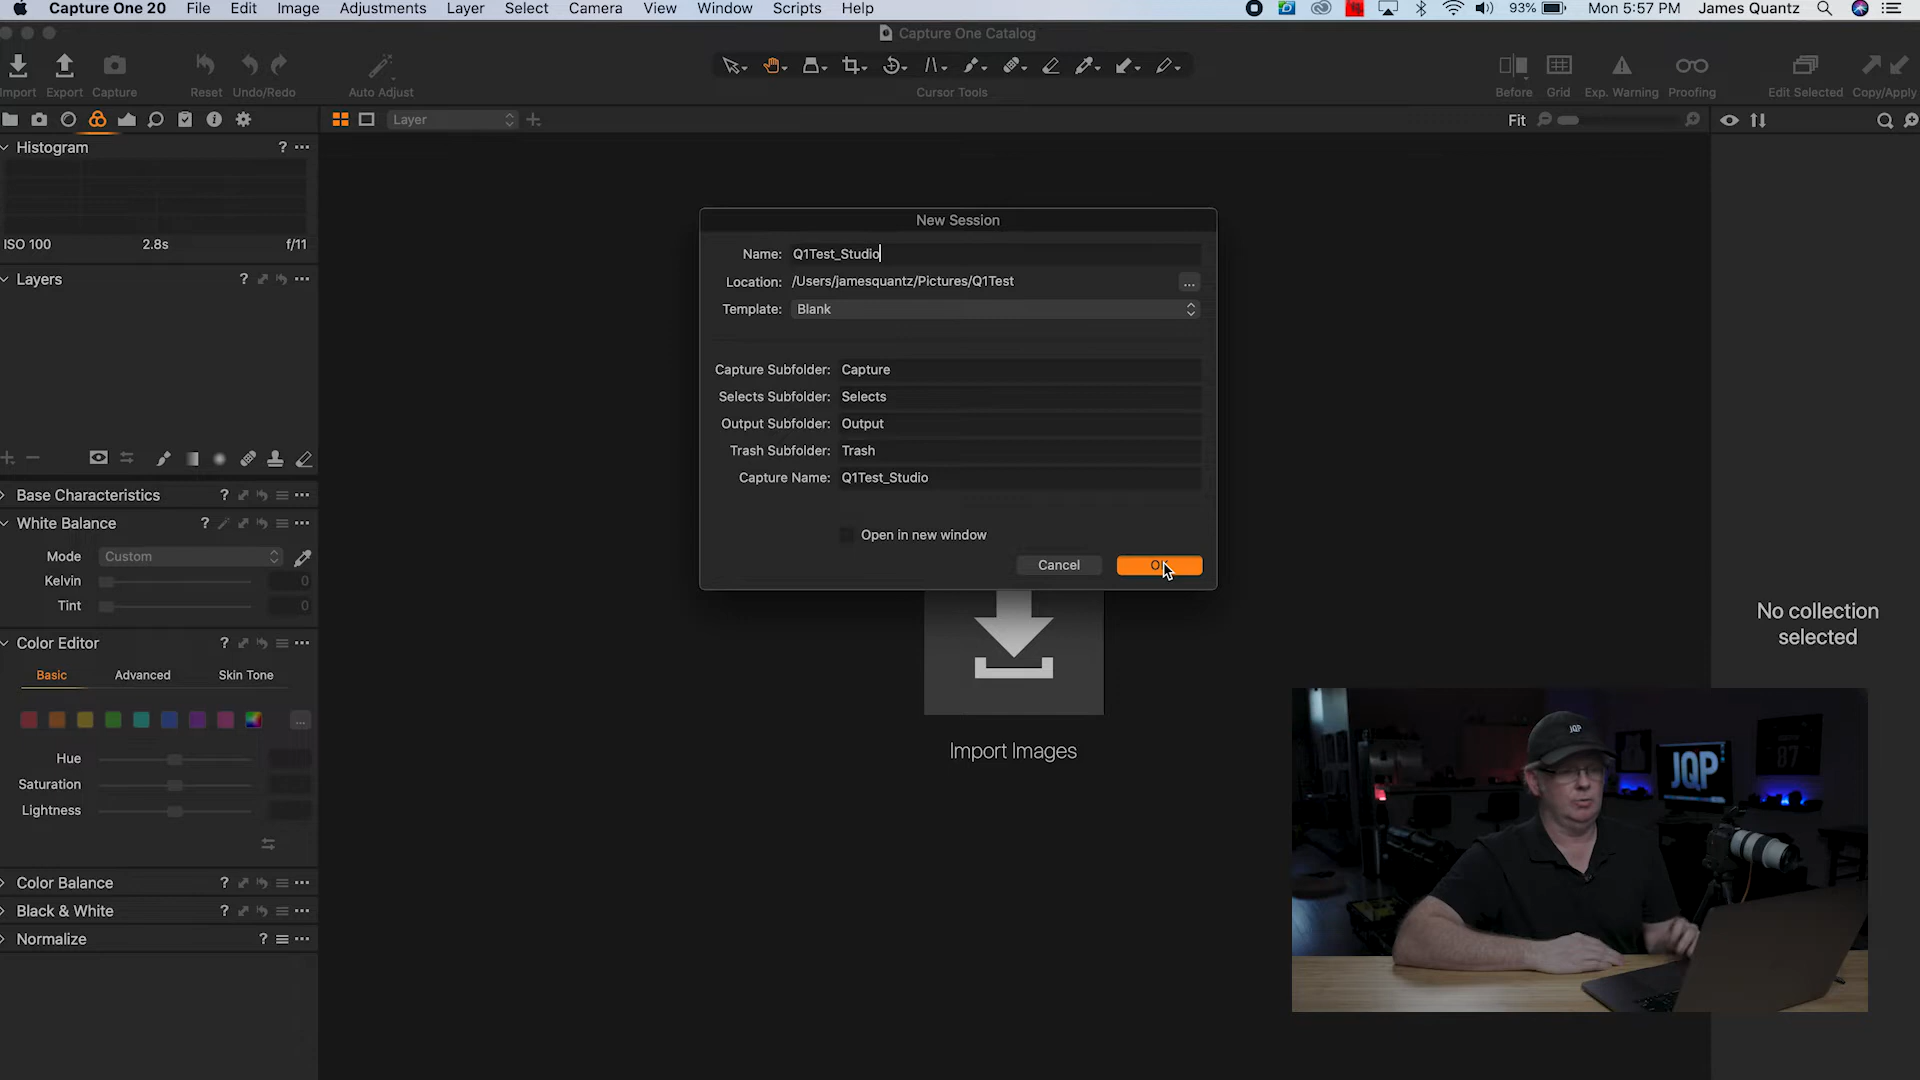 Capture One 20 File Edit Image Adjustments Layer Select Camera View Window Scripts Help 93% Mon 5:57 PM James Quantz
Capture One Catalog
Import Export Capture Reset Undo/Redo Auto Adjust Cursor Tools Before Grid Exp. Warning Proofing Edit Selected Copy/Apply
Layer Fit
Histogram ? ...
ISO 100 2.8s f/11
Layers ?
Base Characteristics ? ...
White Balance ? ...
Mode Custom
Kelvin 0
Tint 0
Color Editor ? ...
Basic Advanced Skin Tone
...
Hue
Saturation
Lightness
Color Balance ? ...
Black & White ? ...
Normalize ? ...
New Session
Name: Q1Test_Studio
Location: /Users/jamesquantz/Pictures/Q1Test ...
Template: Blank
Capture Subfolder: Capture
Selects Subfolder: Selects
Output Subfolder: Output
Trash Subfolder: Trash
Capture Name: Q1Test_Studio
Open in new window
Cancel
Import Images
No collection
selected
JQP
JQP
87